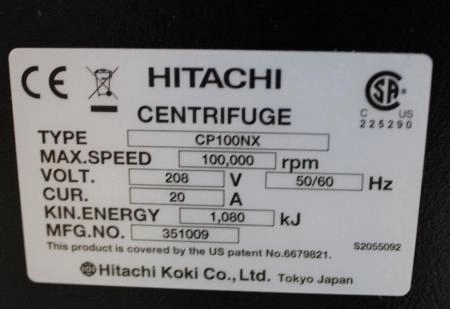 CE HITACHI
CENTRIFUGE
SA
C US
225290
TYPE CP100NX
MAX.SPEED 100,000 rpm
VOLT. 208 V 50/60 Hz
CUR. 20 A
KIN.ENERGY 1,080 kJ
MFG.NO. 351009
This product is covered by the US patent No.6679821. S2055092
Hitachi Koki Co., Ltd. Tokyo Japan